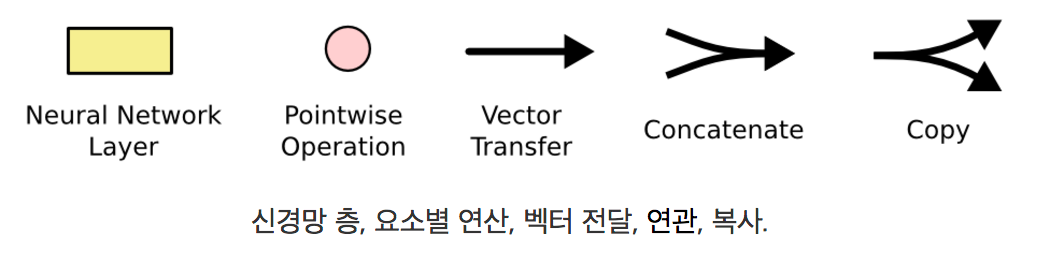 Neural Network
Layer
Pointwise
Operation
Vector
Transfer
Concatenate
Copy
신경망 층, 요소별 연산, 벡터 전달, 연관, 복사.